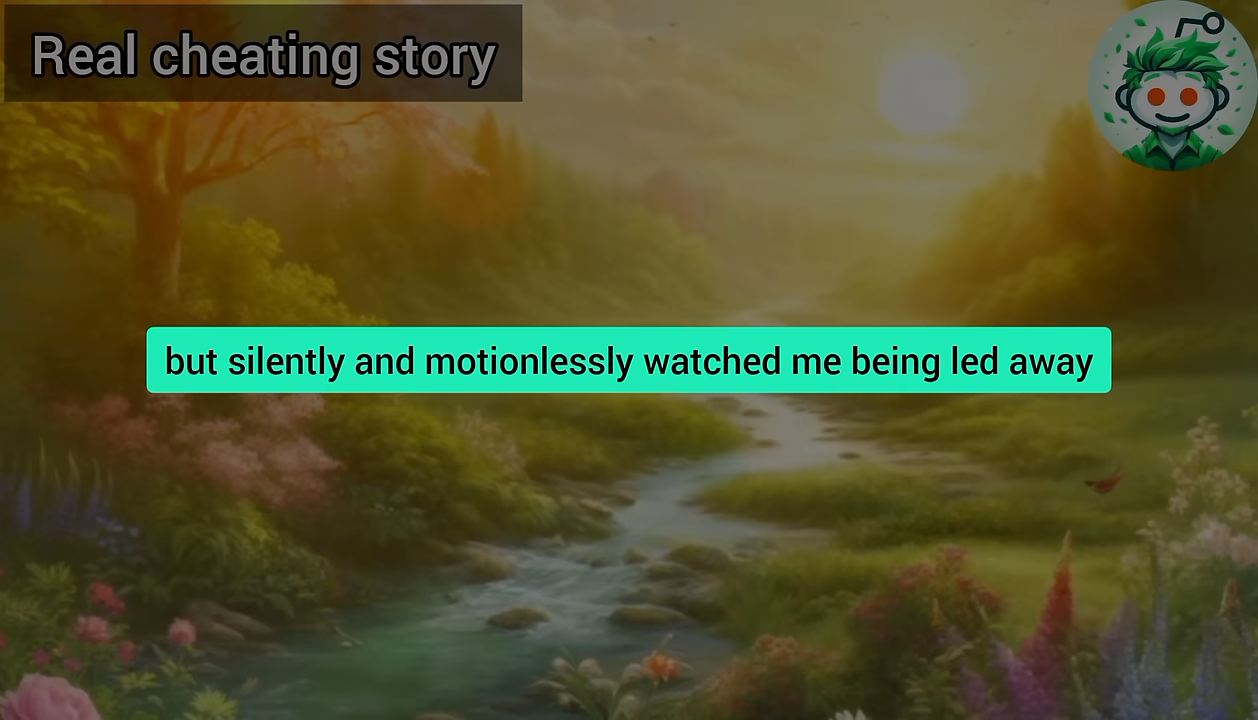 Real cheating story
but silently and motionlessly watched me being led away